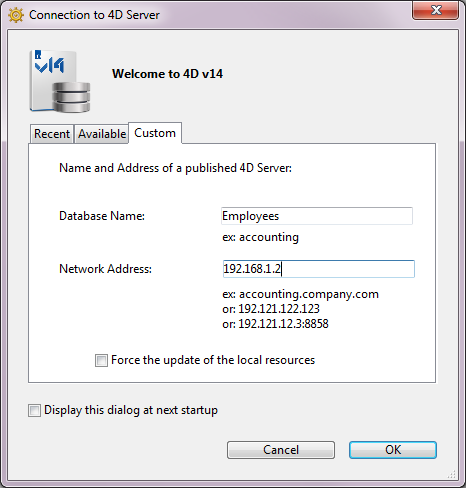 Connection to 4D Server
v14
Welcome to 4D v14
Recent Available Custom
Name and Address of a published 4D Server:
Database Name: Employees
ex: accounting
Network Address: 192.168.1.2
ex: accounting.company.com
or: 192.121.122.123
or: 192.121.12.3:8858
Force the update of the local resources
Display this dialog at next startup
Cancel OK